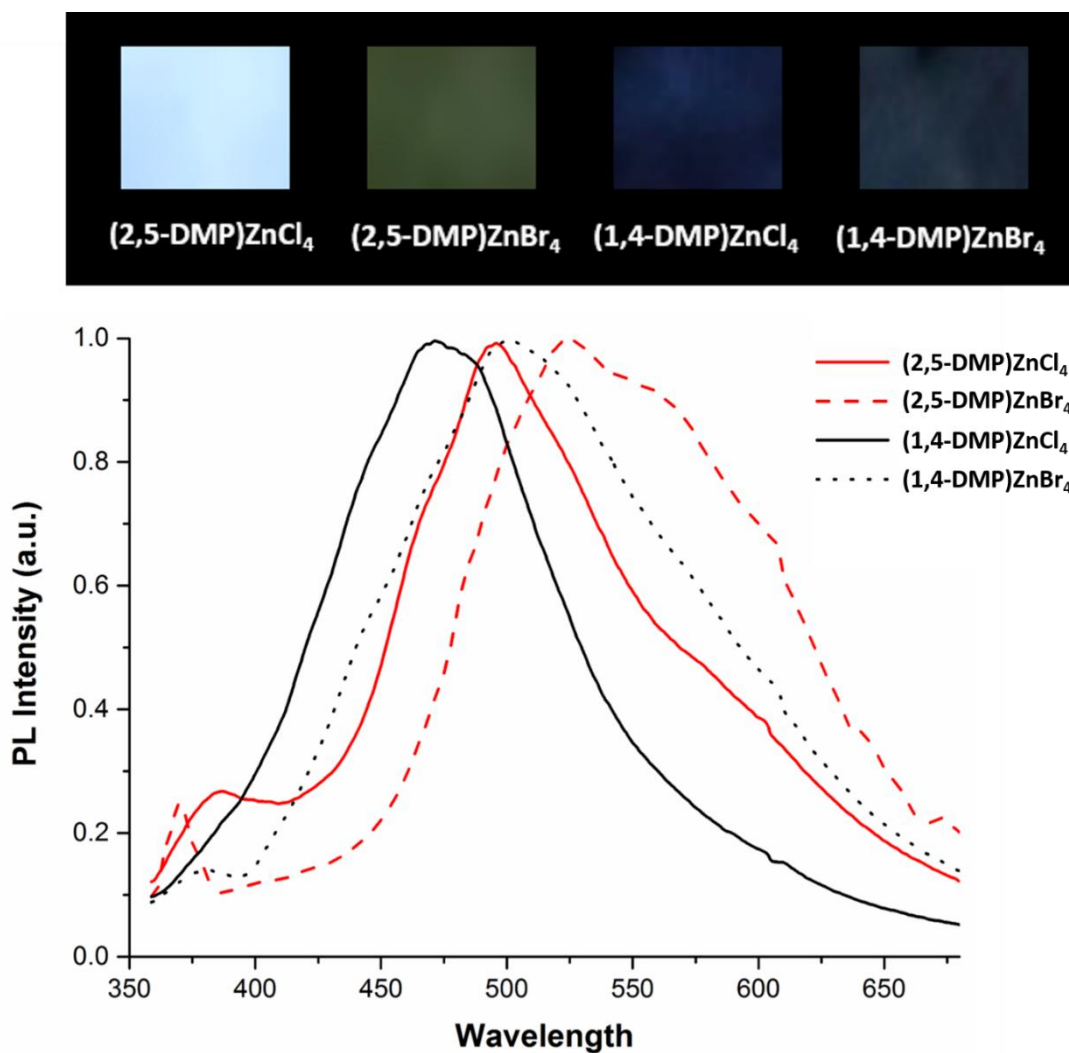 (2,5-DMP)ZnCl₄ (2,5-DMP)ZnBr₄ (1,4-DMP)ZnCl₄ (1,4-DMP)ZnBr₄
(2,5-DMP)ZnCl₄
(2,5-DMP)ZnBr₄
(1,4-DMP)ZnCl₄
(1,4-DMP)ZnBr₄
PL Intensity (a.u.)
1.0
0.8
0.6
0.4
0.2
0.0
350 400 450 500 550 600 650
Wavelength